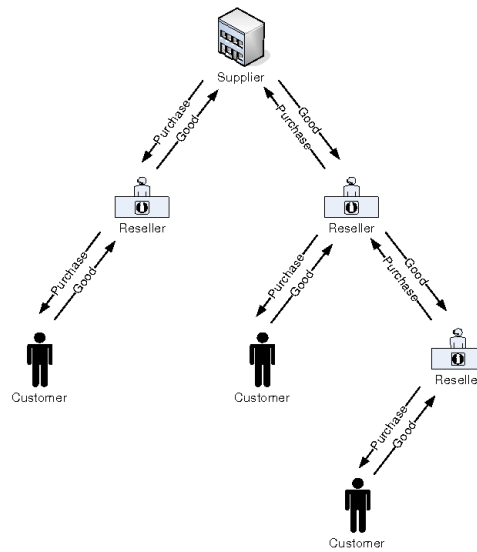 Supplier
Purchase
Good
Good
Purchase
Reseller
Reseller
Purchase
Good
Purchase
Good
Good
Purchase
Customer
Customer
Reselle
Purchase
Good
Customer